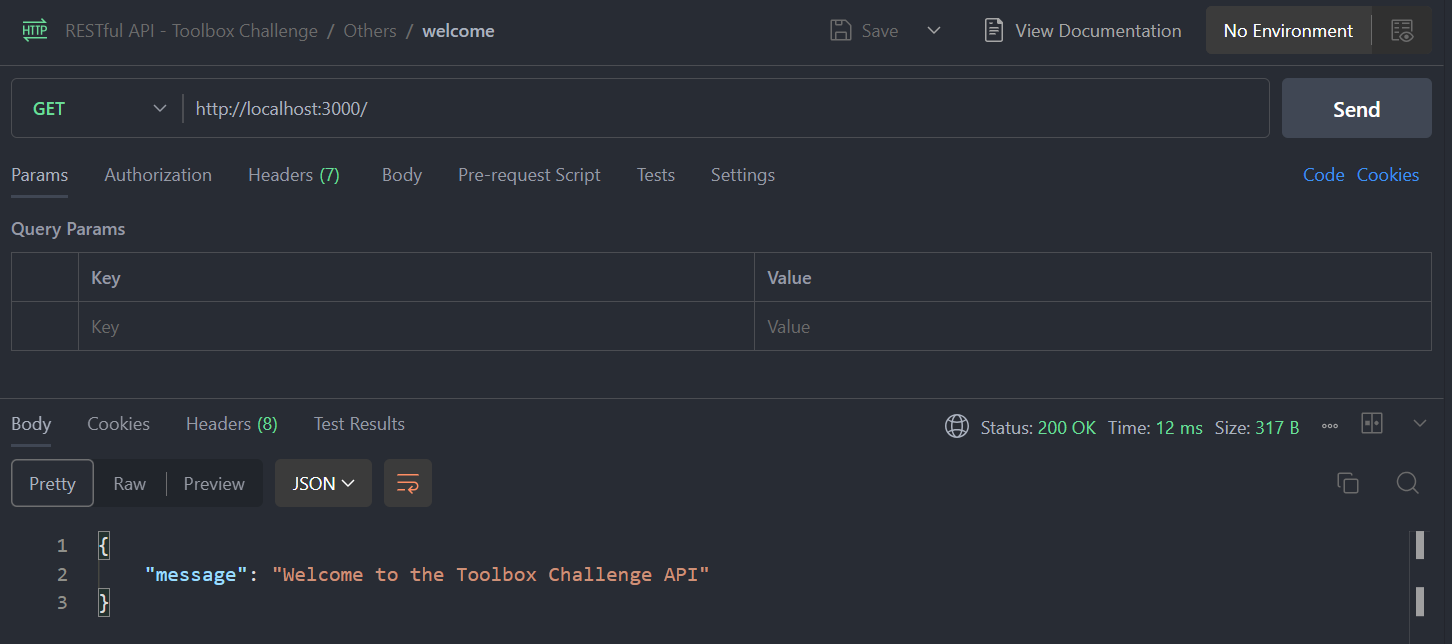 HTTP RESTful API - Toolbox Challenge / Others / welcome Save View Documentation No Environment
GET http://localhost:3000/ Send
Params Authorization Headers (7) Body Pre-request Script Tests Settings Code Cookies
Query Params
Key Value
Key Value
Body Cookies Headers (8) Test Results Status: 200 OK Time: 12 ms Size: 317 B
Pretty Raw Preview JSON
1 {
2 "message": "Welcome to the Toolbox Challenge API"
3 }